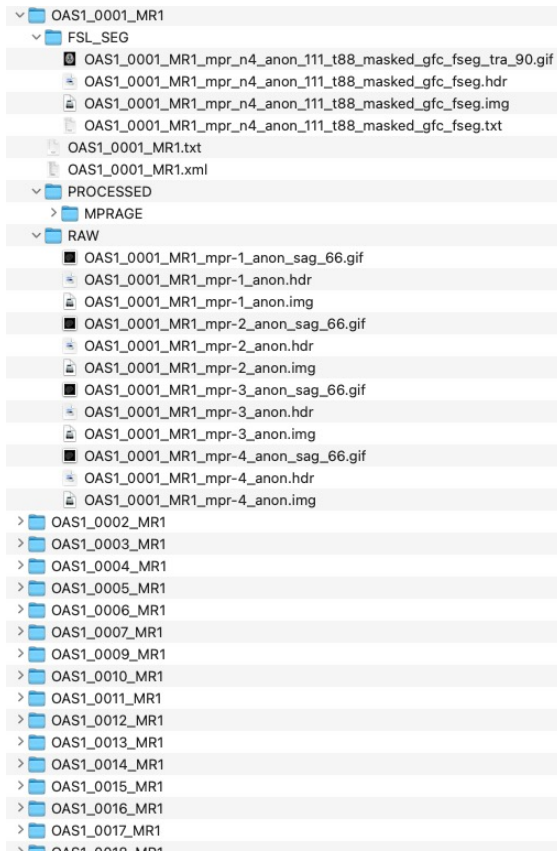 OAS1_0001_MR1
FSL_SEG
OAS1_0001_MR1_mpr_n4_anon_111_t88_masked_gfc_fseg_tra_90.gif
OAS1_0001_MR1_mpr_n4_anon_111_t88_masked_gfc_fseg.hdr
OAS1_0001_MR1_mpr_n4_anon_111_t88_masked_gfc_fseg.img
OAS1_0001_MR1_mpr_n4_anon_111_t88_masked_gfc_fseg.txt
OAS1_0001_MR1.txt
OAS1_0001_MR1.xml
PROCESSED
MPRAGE
RAW
OAS1_0001_MR1_mpr-1_anon_sag_66.gif
OAS1_0001_MR1_mpr-1_anon.hdr
OAS1_0001_MR1_mpr-1_anon.img
OAS1_0001_MR1_mpr-2_anon_sag_66.gif
OAS1_0001_MR1_mpr-2_anon.hdr
OAS1_0001_MR1_mpr-2_anon.img
OAS1_0001_MR1_mpr-3_anon_sag_66.gif
OAS1_0001_MR1_mpr-3_anon.hdr
OAS1_0001_MR1_mpr-3_anon.img
OAS1_0001_MR1_mpr-4_anon_sag_66.gif
OAS1_0001_MR1_mpr-4_anon.hdr
OAS1_0001_MR1_mpr-4_anon.img
OAS1_0002_MR1
OAS1_0003_MR1
OAS1_0004_MR1
OAS1_0005_MR1
OAS1_0006_MR1
OAS1_0007_MR1
OAS1_0009_MR1
OAS1_0010_MR1
OAS1_0011_MR1
OAS1_0012_MR1
OAS1_0013_MR1
OAS1_0014_MR1
OAS1_0015_MR1
OAS1_0016_MR1
OAS1_0017_MR1